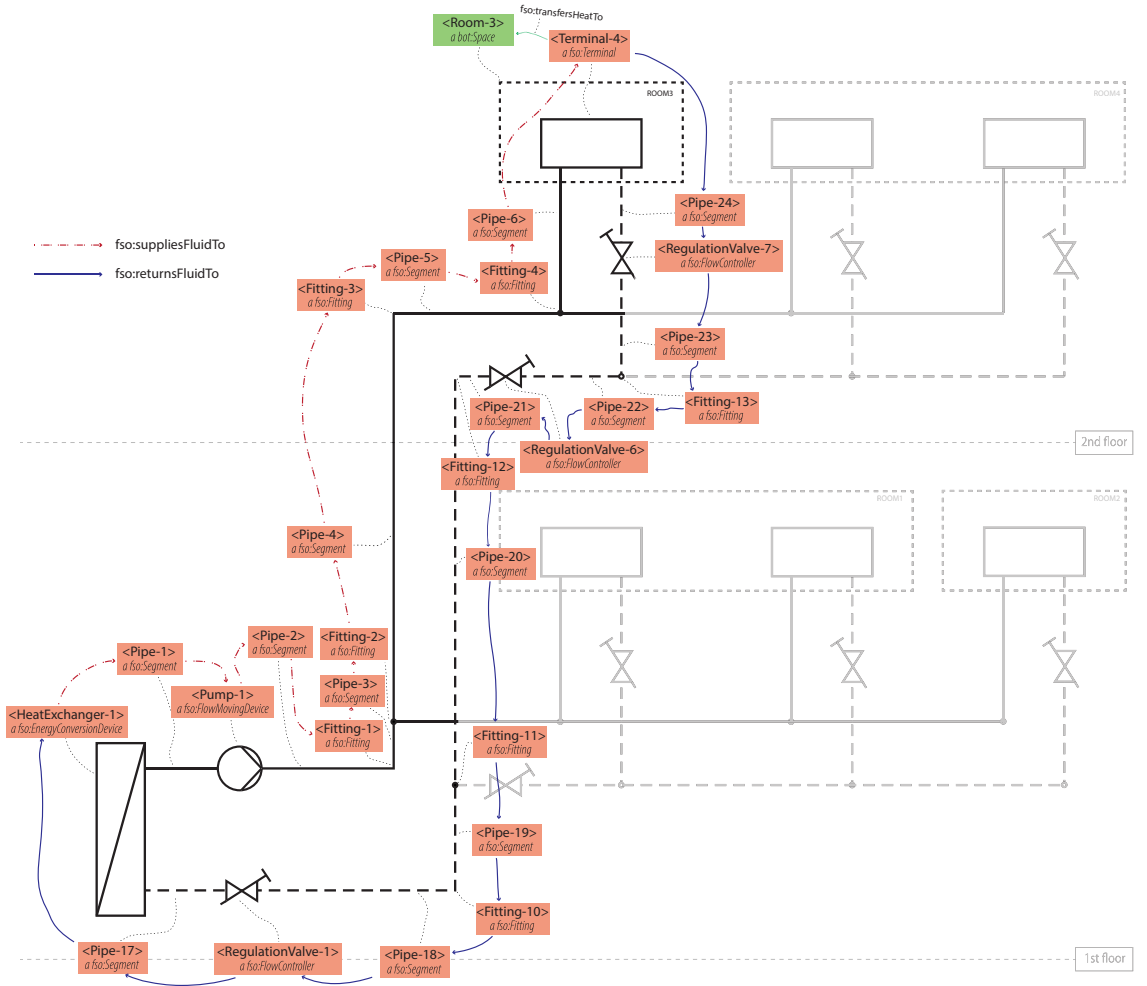 fso:transfersHeatTo
<Room-3>
a bot:Space
<Terminal-4>
a fso:Terminal
ROOM3
ROOM4
<Pipe-24>
a fso:Segment
<Pipe-6>
a fso:Segment
fso:suppliesFluidTo
<RegulationValve-7>
a fso:FlowController
<Pipe-5>
a fso:Segment
fso:returnsFluidTo
<Fitting-4>
a fso:Fitting
<Fitting-3>
a fso:Fitting
<Pipe-23>
a fso:Segment
<Fitting-13>
a fso:Fitting
<Pipe-21>
a fso:Segment
<Pipe-22>
a fso:Segment
2nd floor
<RegulationValve-6>
a fso:FlowController
<Fitting-12>
a fso:Fitting
ROOM1
ROOM2
<Pipe-4>
a fso:Segment
<Pipe-20>
a fso:Segment
<Pipe-2>
a fso:Segment
<Fitting-2>
a fso:Fitting
<Pipe-1>
a fso:Segment
<Pipe-3>
a fso:Segment
<Pump-1>
a fso:FlowMovingDevice
<HeatExchanger-1>
a fso:EnergyConversionDevice
<Fitting-1>
a fso:Fitting
<Fitting-11>
a fso:Fitting
<Pipe-19>
a fso:Segment
<Fitting-10>
a fso:Fitting
<Pipe-17>
a fso:Segment
<RegulationValve-1>
a fso:FlowController
<Pipe-18>
a fso:Segment
1st floor